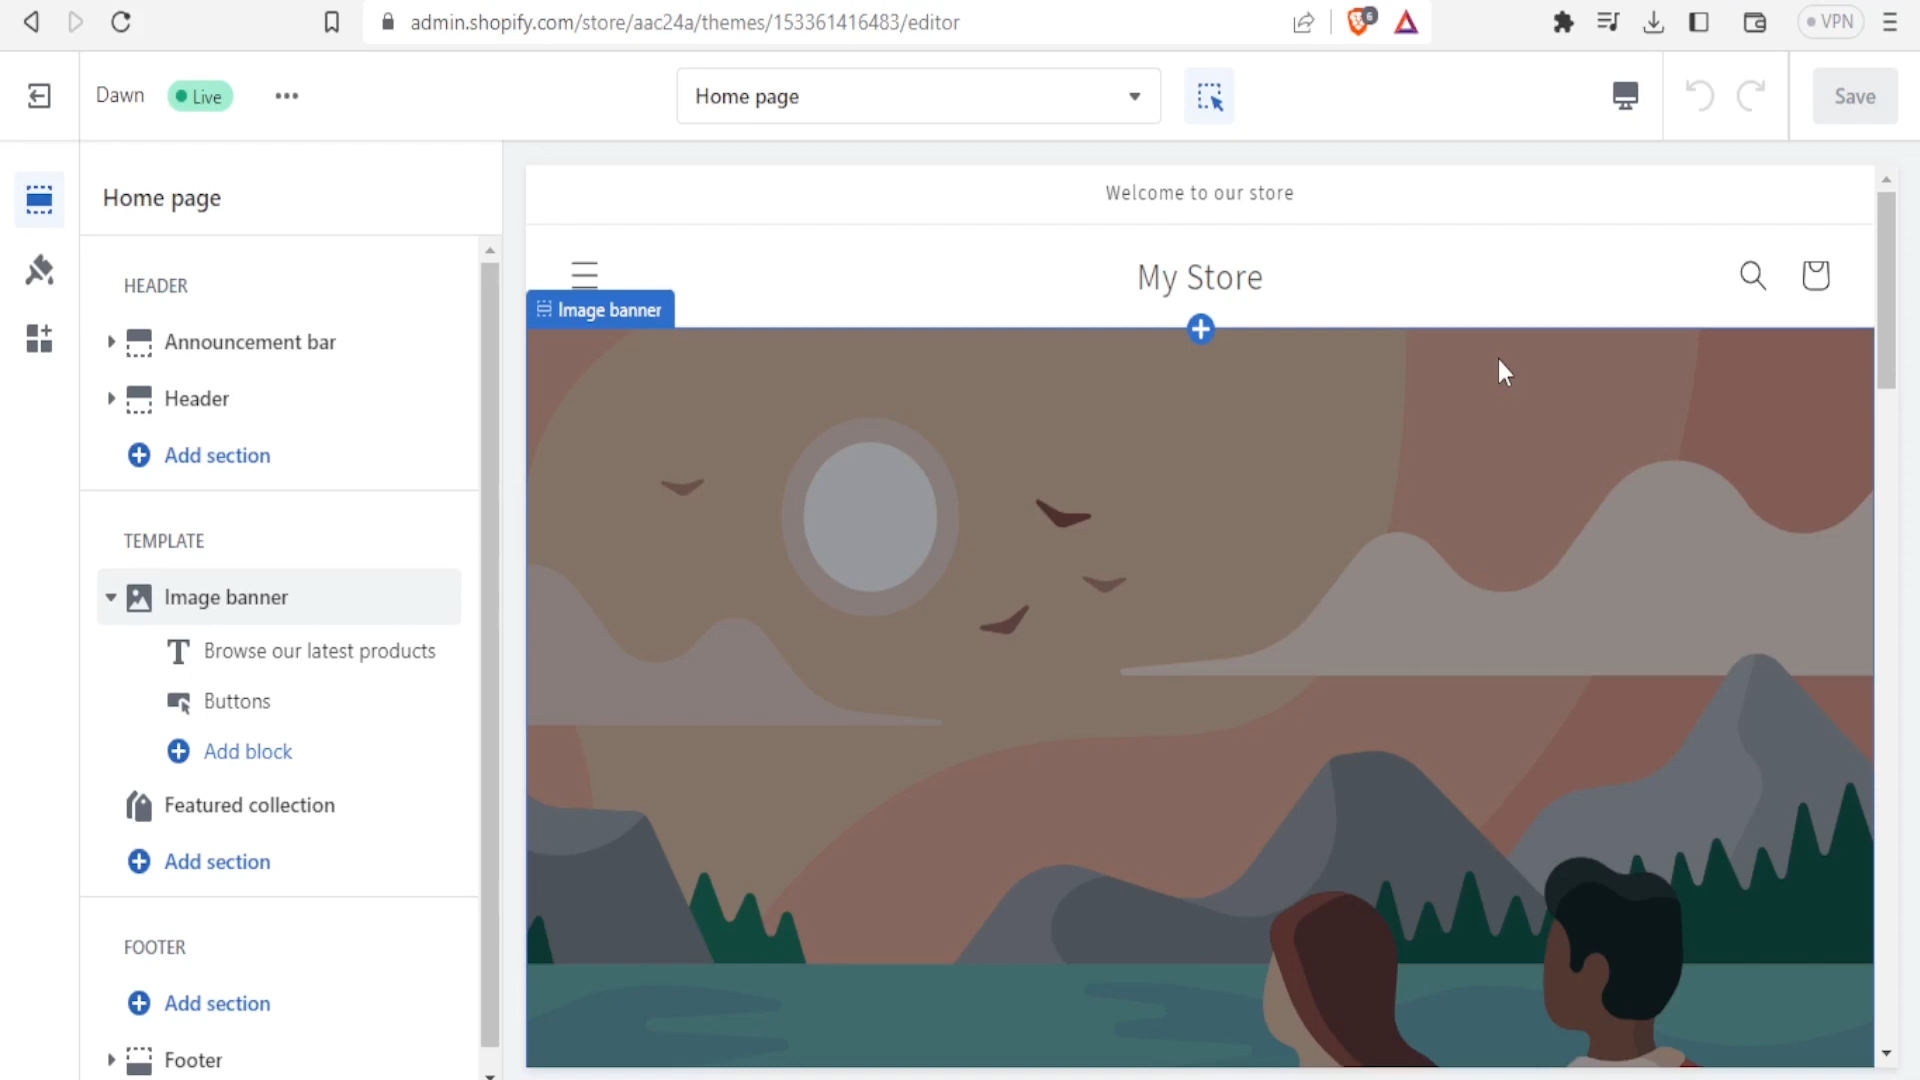 admin.shopify.com/store/aac24a/themes/153361416483/editor
6
VPN
Dawn
Live
Home page
Save
Home page
HEADER
Announcement bar
Header
Add section
TEMPLATE
Image banner
Browse our latest products
Buttons
Add block
Featured collection
Add section
FOOTER
Add section
Footer
Welcome to our store
My Store
Image banner